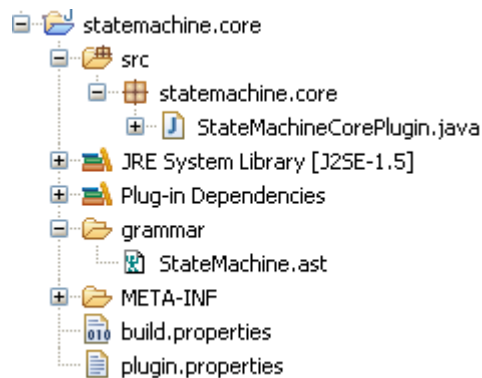 statemachine.core
src
statemachine.core
StateMachineCorePlugin.java
JRE System Library [J2SE-1.5]
Plug-in Dependencies
grammar
StateMachine.ast
META-INF
build.properties
plugin.properties